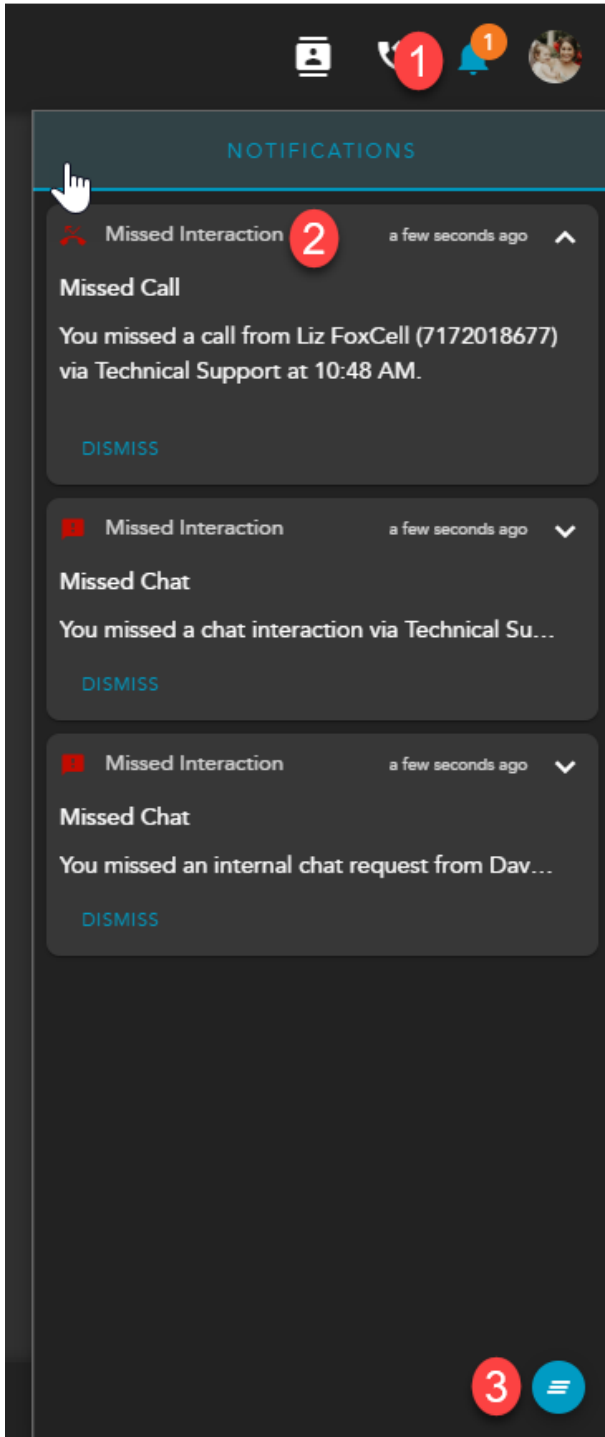 1
1
NOTIFICATIONS
Missed Interaction
2
a few seconds ago
Missed Call
You missed a call from Liz FoxCell (7172018677)
via Technical Support at 10:48 AM.
DISMISS
Missed Interaction
a few seconds ago
Missed Chat
You missed a chat interaction via Technical Su...
DISMISS
Missed Interaction
a few seconds ago
Missed Chat
You missed an internal chat request from Dav...
DISMISS
3